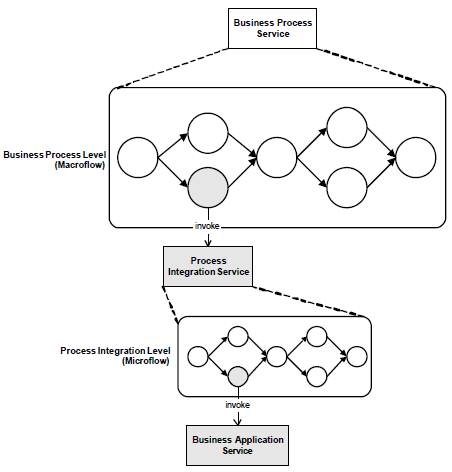 Business Process
Service
Business Process Level
(Macroflow)
invoke
Process
Integration Service
Process Integration Level
(Microflow)
invoke
Business Application
Service